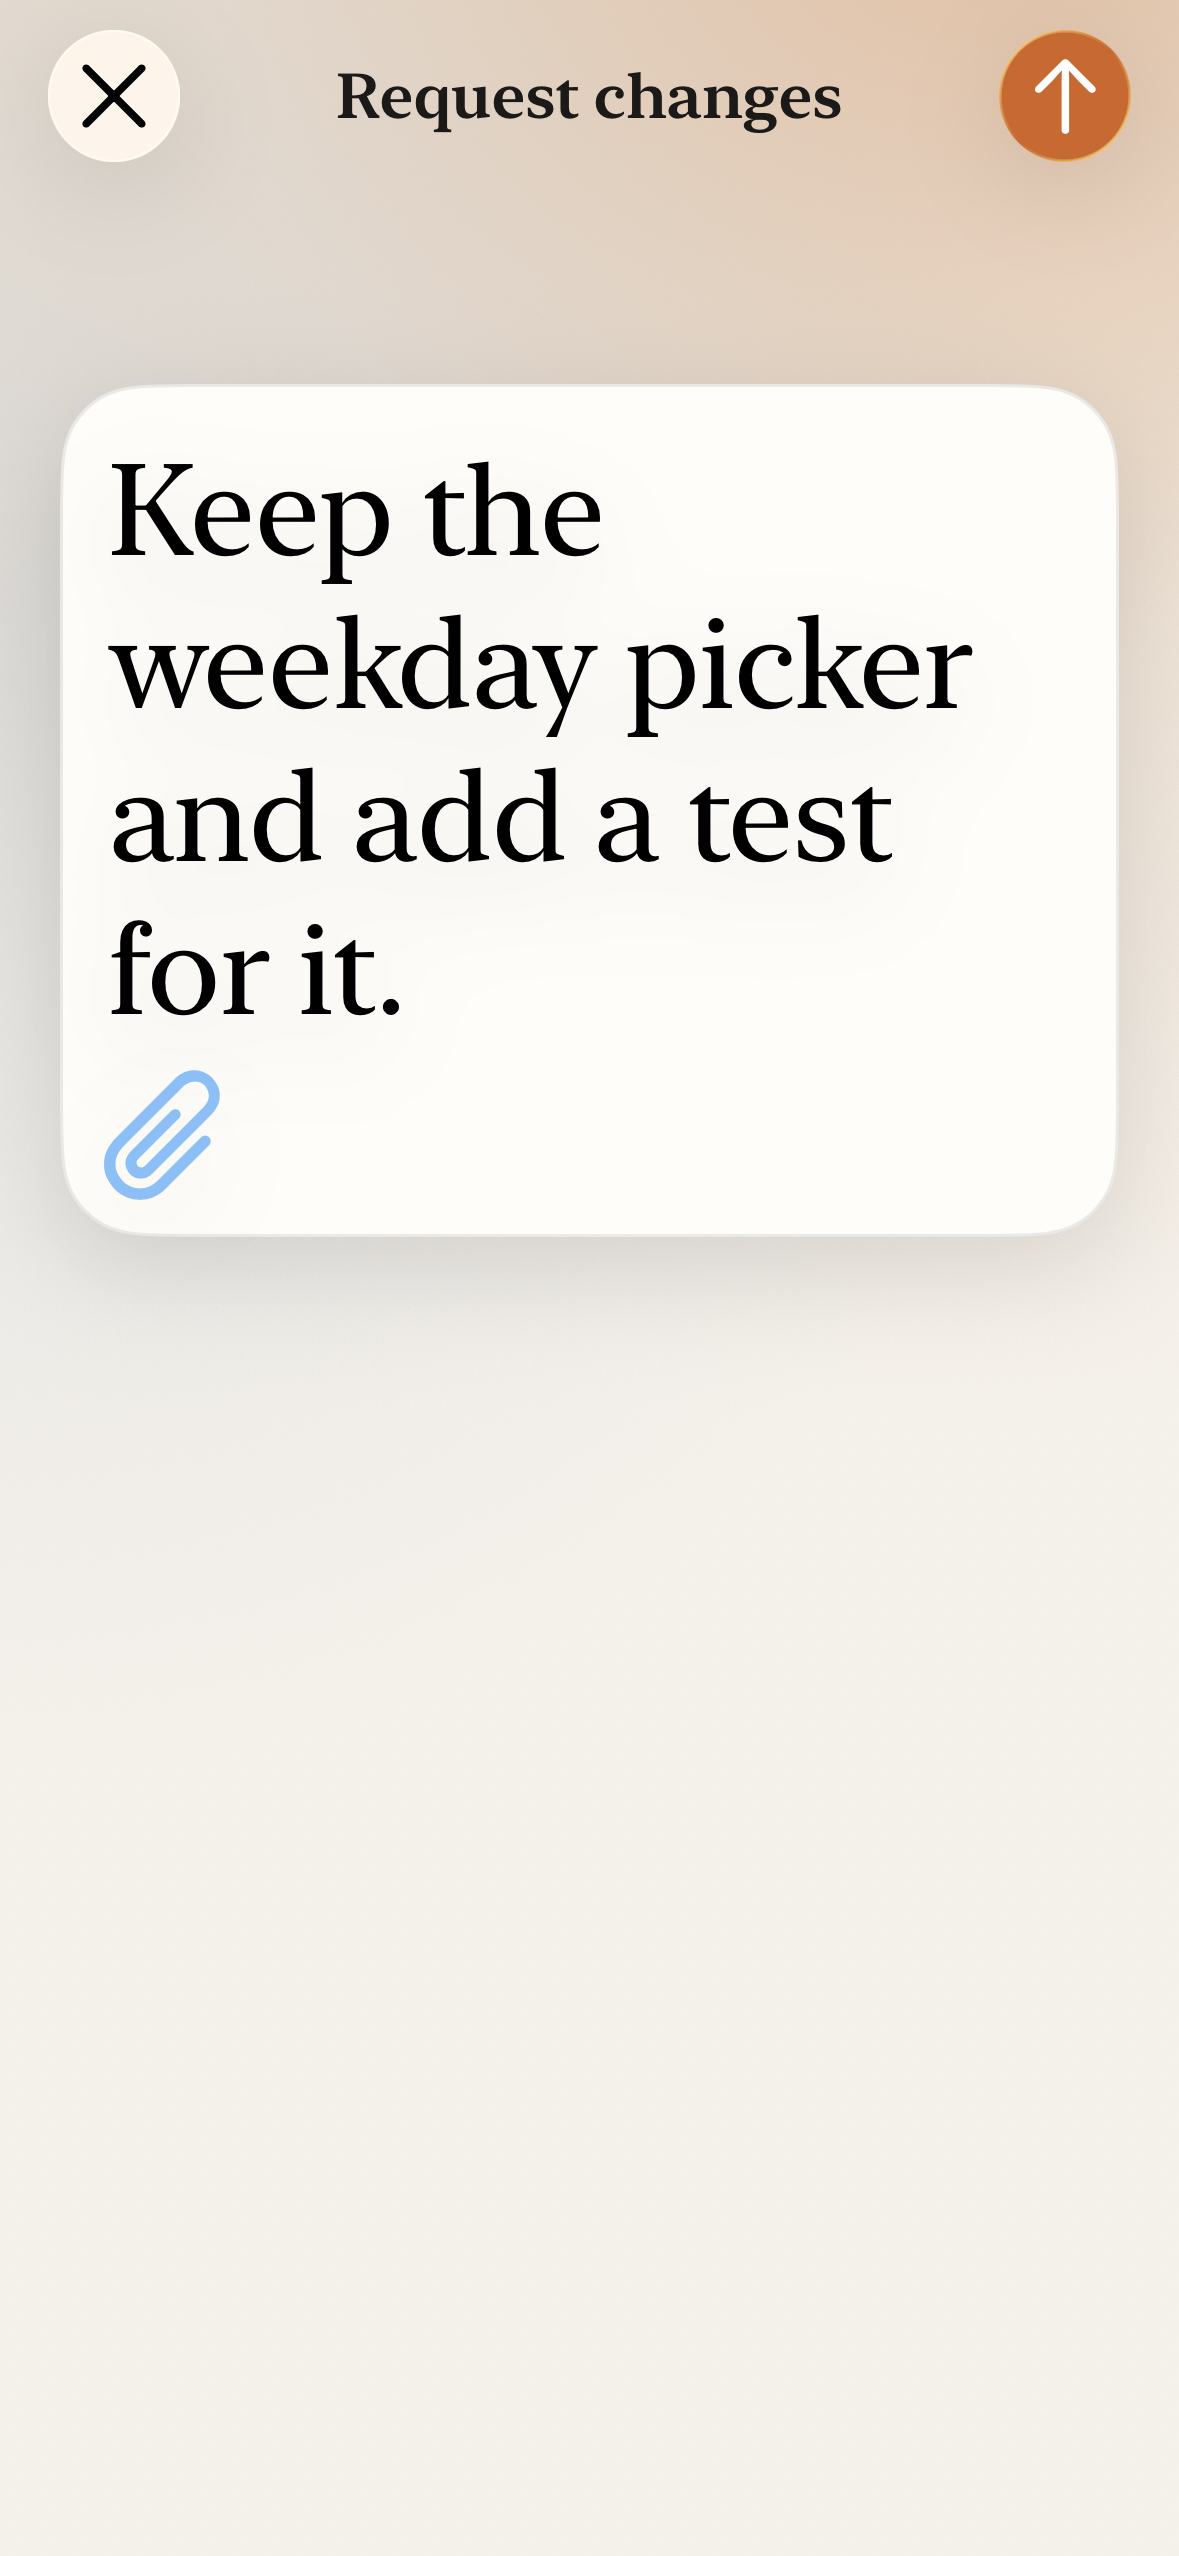 Request changes
Keep the
weekday picker
and add a test
for it.